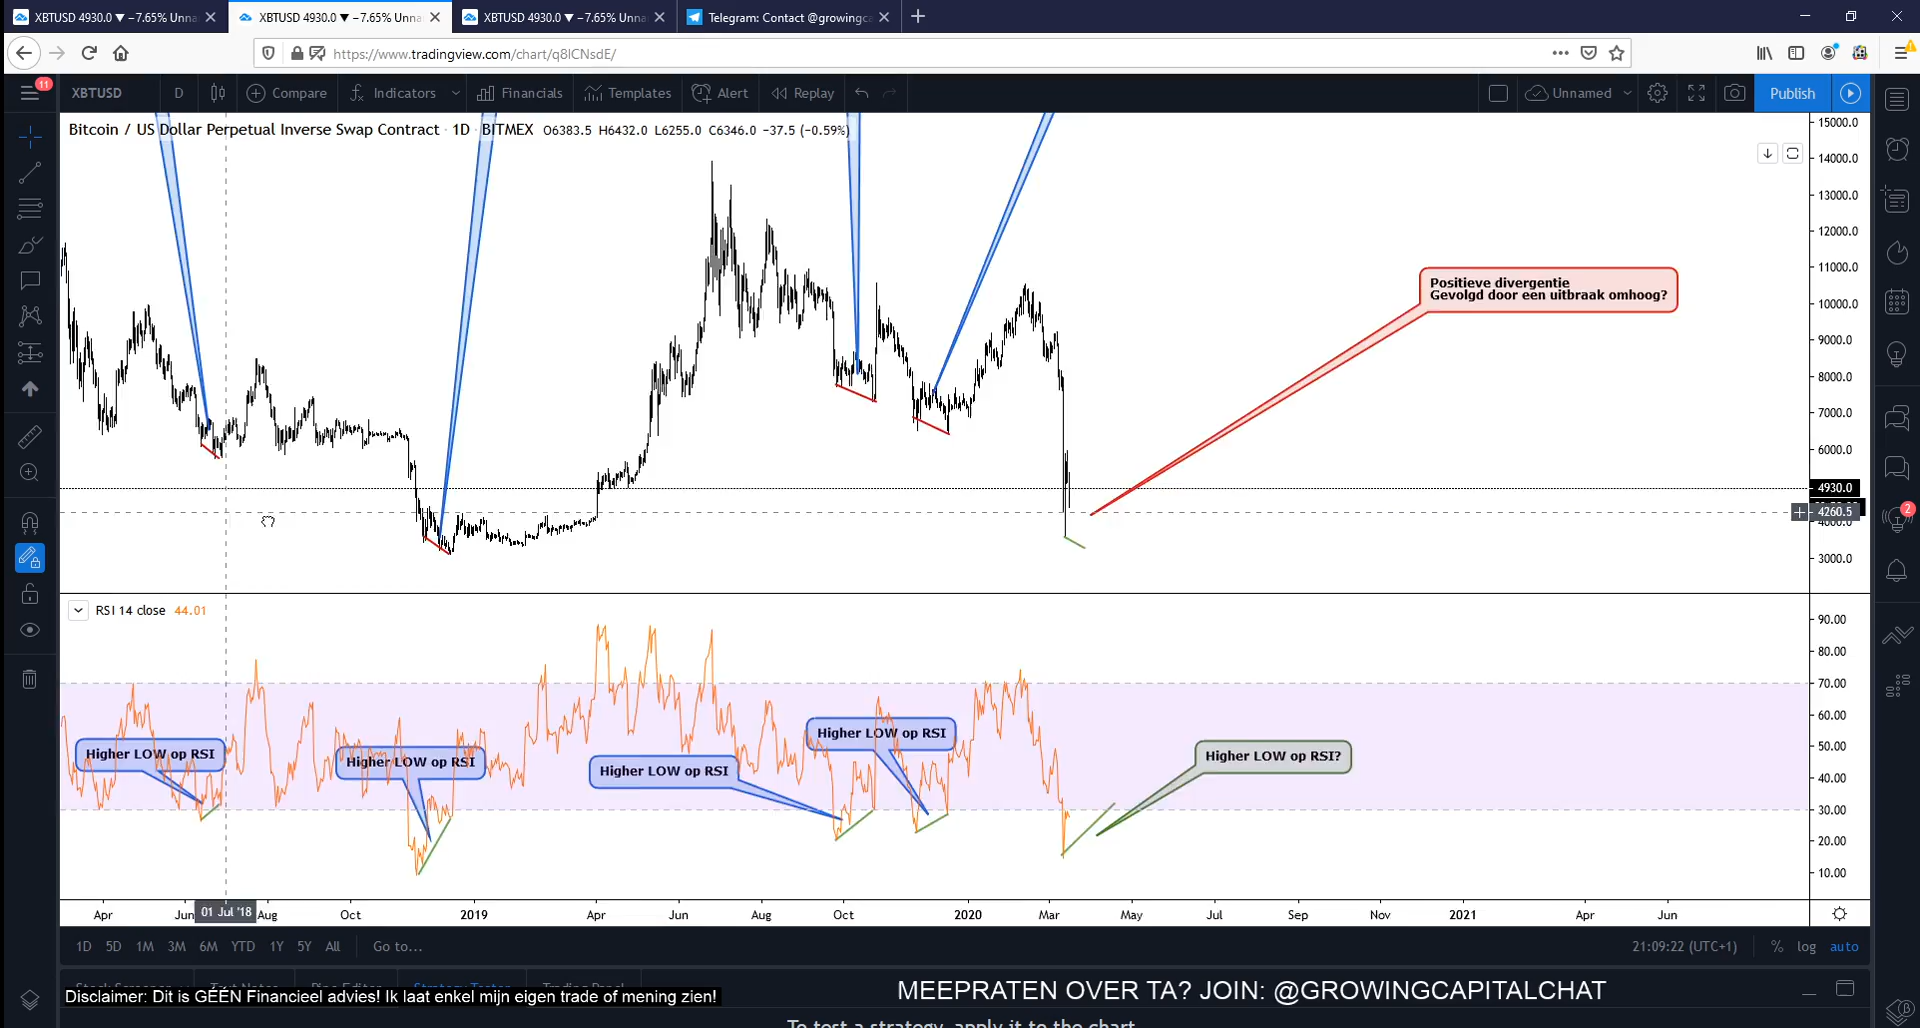 XBTUSD 4930.0 ▼ −7.65% Unna
XBTUSD 4930.0 ▼ −7.65% Unna
XBTUSD 4930.0 ▼ −7.65% Unna
Telegram: Contact @growingca
https://www.tradingview.com/chart/q8lCNsdE/
11
XBTUSD D Compare Indicators Financials Templates Alert Replay Unnamed Publish
Bitcoin / US Dollar Perpetual Inverse Swap Contract · 1D · BITMEX O6383.5 H6432.0 L6255.0 C6346.0 −37.5 (−0.59%)
15000.0
14000.0
13000.0
12000.0
11000.0
10000.0
9000.0
8000.0
7000.0
6000.0
4930.0
4260.5
4000.0
3000.0
2
Positieve divergentie
Gevolgd door een uitbraak omhoog?
RSI 14 close 44.01
90.00
80.00
70.00
60.00
50.00
40.00
30.00
20.00
10.00
Higher LOW op RSI
Higher LOW op RSI
Higher LOW op RSI
Higher LOW op RSI
Higher LOW op RSI?
Apr Jun 01 Jul '18 Aug Oct 2019 Apr Jun Aug Oct 2020 Mar May Jul Sep Nov 2021 Apr Jun
1D 5D 1M 3M 6M YTD 1Y 5Y All Go to... 21:09:22 (UTC+1) % log auto
Disclaimer: Dit is GÉÉN Financieel advies! Ik laat enkel mijn eigen trade of mening zien!
MEEPRATEN OVER TA? JOIN: @GROWINGCAPITALCHAT
To test a strategy, apply it to the chart